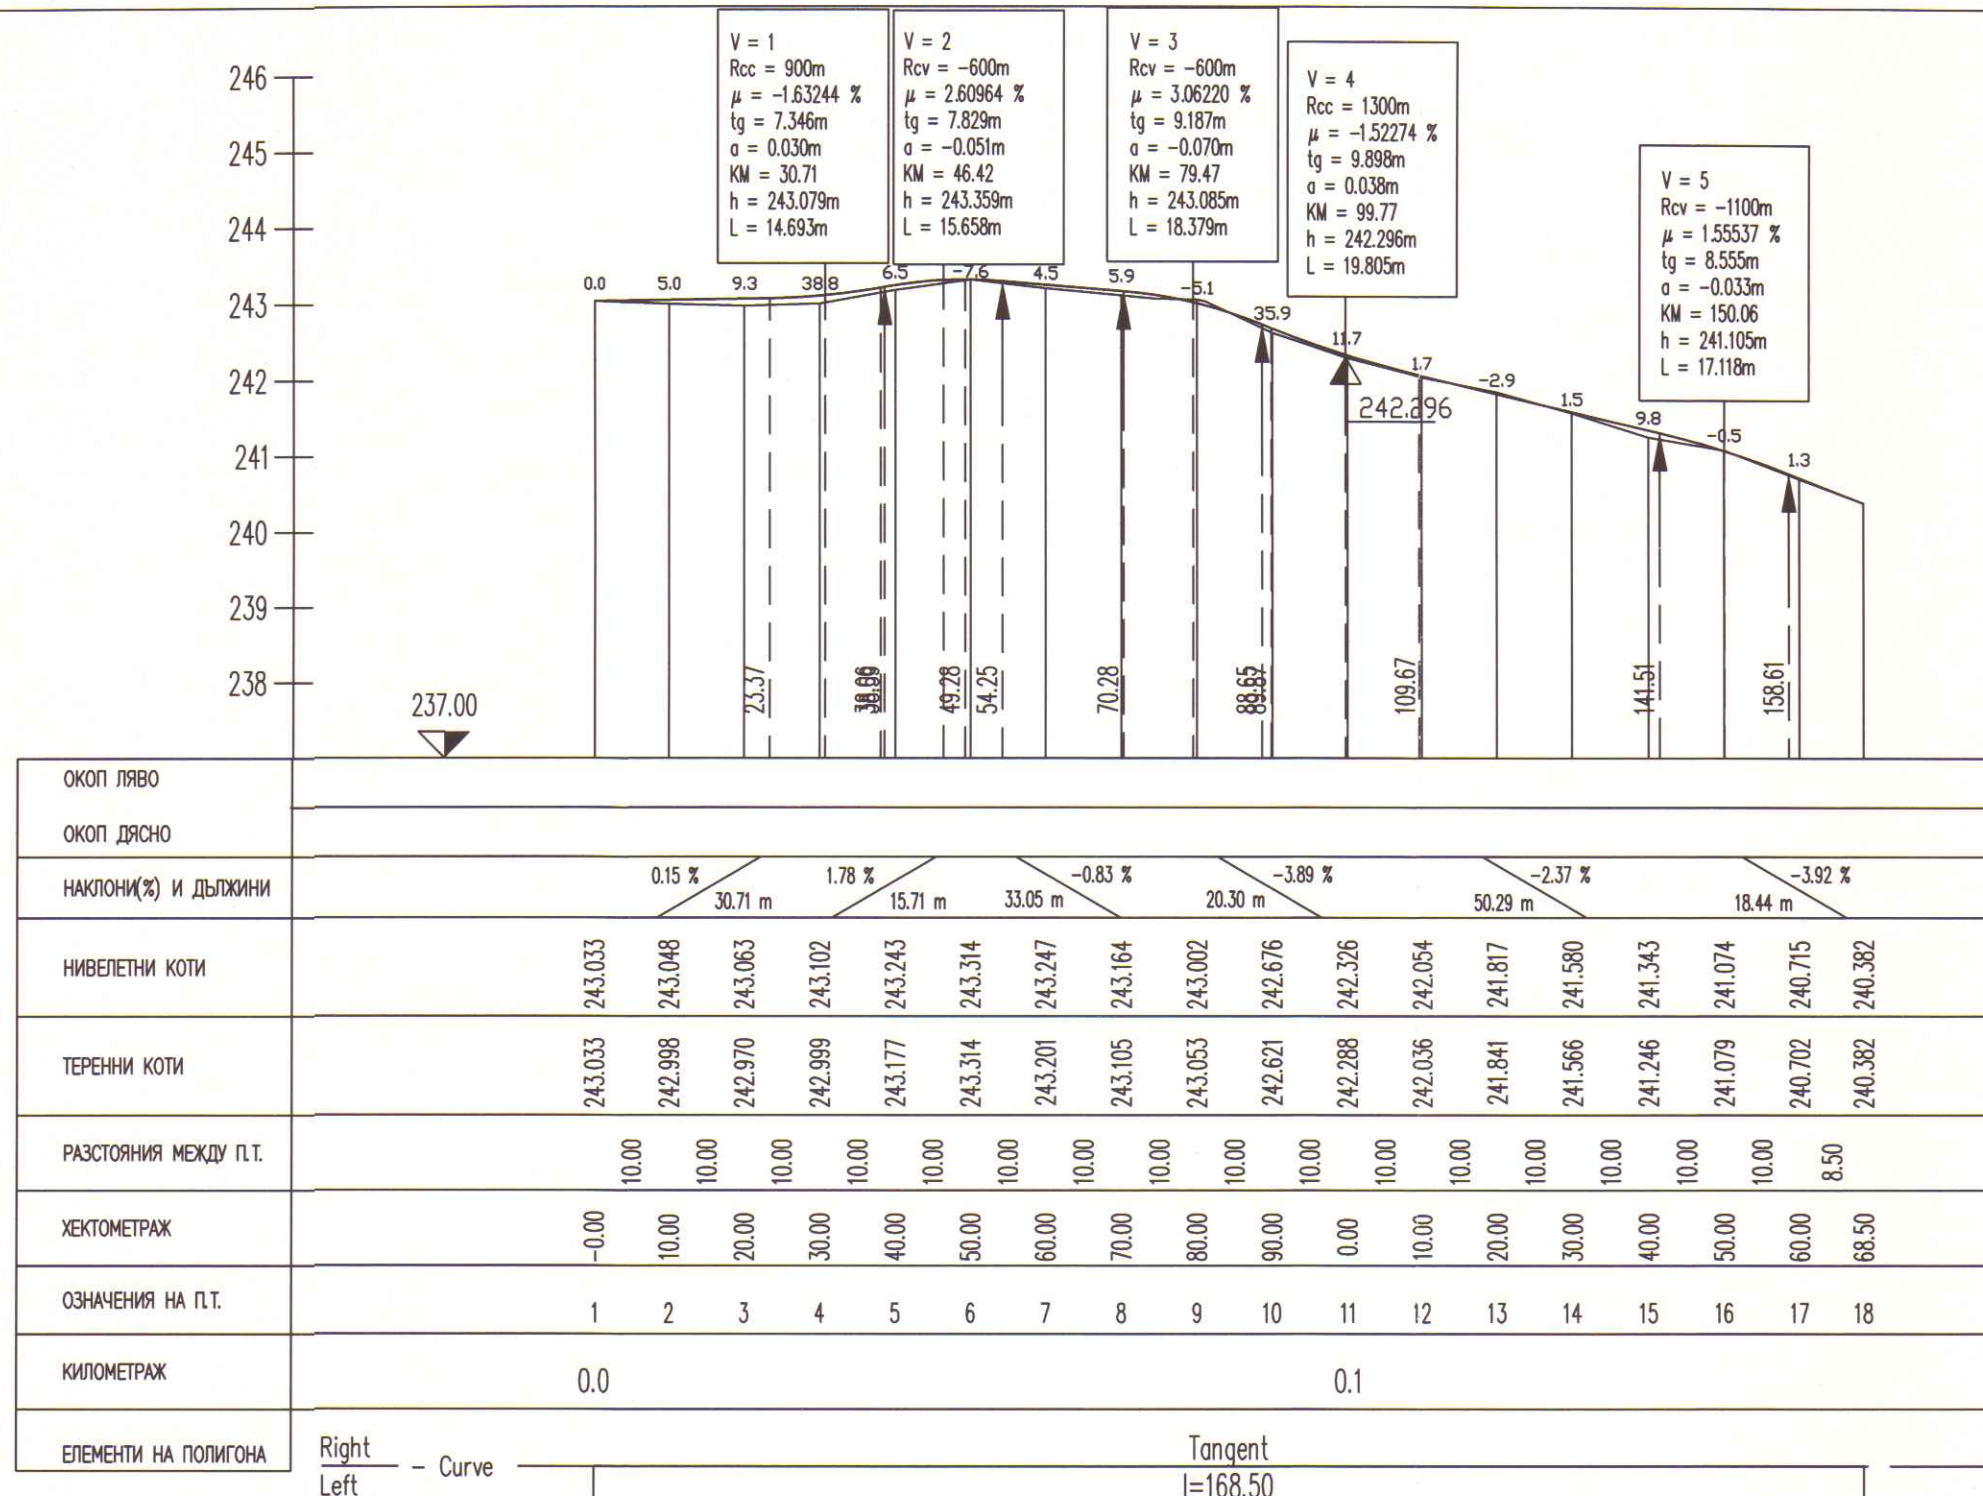 V = 1
Rcc = 900m
μ = -1.63244 %
tg = 7.346m
a = 0.030m
KM = 30.71
h = 243.079m
L = 14.693m
V = 2
Rcv = -600m
μ = 2.60964 %
tg = 7.829m
a = -0.051m
KM = 46.42
h = 243.359m
L = 15.658m
V = 3
Rcv = -600m
μ = 3.06220 %
tg = 9.187m
a = -0.070m
KM = 79.47
h = 243.085m
L = 18.379m
V = 4
Rcc = 1300m
μ = -1.52274 %
tg = 9.898m
a = 0.038m
KM = 99.77
h = 242.296m
L = 19.805m
V = 5
Rcv = -1100m
μ = 1.55537 %
tg = 8.555m
a = -0.033m
KM = 150.06
h = 241.105m
L = 17.118m
246
245
244
243
242
241
240
239
238
237.00
0.0 5.0 9.3 38.8 6.5 -7.6 4.5 5.9 -5.1 35.9 11.7 1.7 -2.9 1.5 9.8 -0.5 1.3
242.296
23.37 49.28 54.25 70.28 88.65 109.67 141.51 158.61
ОКОП ЛЯВО
ОКОП ДЯСНО
НАКЛОНИ(%) И ДЪЛЖИНИ
0.15 % 1.78 % -0.83 % -3.89 % -2.37 % -3.92 %
30.71 m 15.71 m 33.05 m 20.30 m 50.29 m 18.44 m
НИВЕЛЕТНИ КОТИ 243.033 243.048 243.063 243.102 243.243 243.314 243.247 243.164 243.002 242.676 242.326 242.054 241.817 241.580 241.343 241.074 240.715 240.382
ТЕРЕННИ КОТИ 243.033 242.998 242.970 242.999 243.177 243.314 243.201 243.105 243.053 242.621 242.288 242.036 241.841 241.566 241.246 241.079 240.702 240.382
РАЗСТОЯНИЯ МЕЖДУ П.Т. 10.00 10.00 10.00 10.00 10.00 10.00 10.00 10.00 10.00 10.00 10.00 10.00 10.00 10.00 10.00 10.00 8.50
ХЕКТОМЕТРАЖ -0.00 10.00 20.00 30.00 40.00 50.00 60.00 70.00 80.00 90.00 0.00 10.00 20.00 30.00 40.00 50.00 60.00 68.50
ОЗНАЧЕНИЯ НА П.Т. 1 2 3 4 5 6 7 8 9 10 11 12 13 14 15 16 17 18
КИЛОМЕТРАЖ 0.0 0.1
ЕЛЕМЕНТИ НА ПОЛИГОНА
Right
Left
- Curve
Tangent
l=168.50